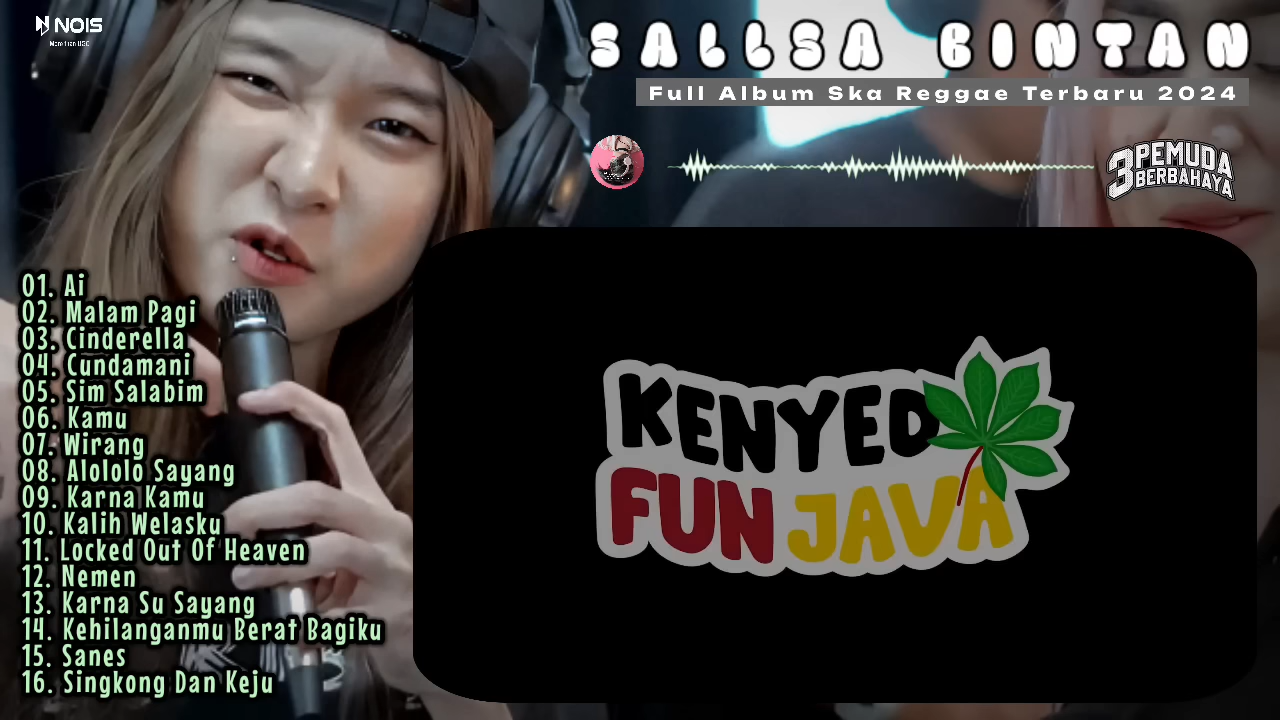 NOIS
SALLSA BINTAN
Full Album Ska Reggae Terbaru 2024
3 PEMUDA
BERBAHAYA
01. Ai
02. Malam Pagi
03. Cinderella
04. Cundamani
05. Sim Salabim
06. Kamu
07. Wirang
08. Alololo Sayang
09. Karna Kamu
10. Kalih Welasku
11. Locked Out Of Heaven
12. Nemen
13. Karna Su Sayang
14. Kehilanganmu Berat Bagiku
15. Sanes
16. Singkong Dan Keju
KENYED
FUN JAVA